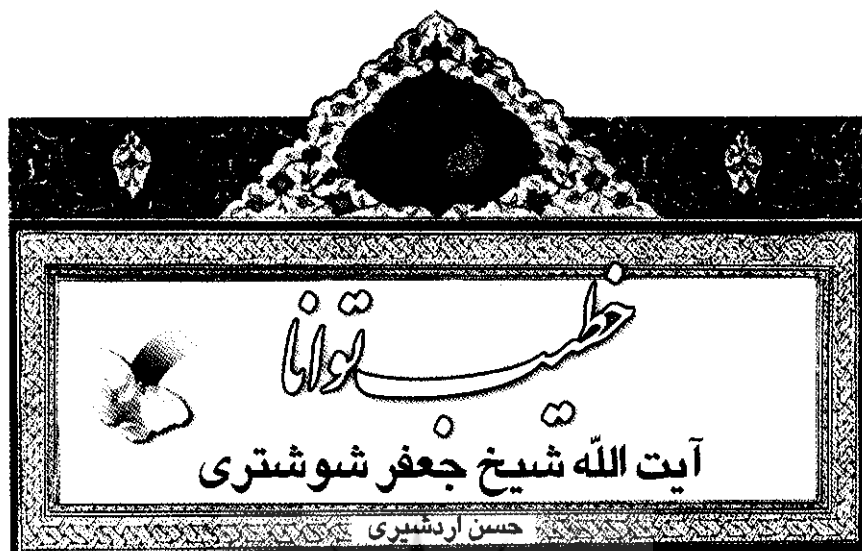 خطیب توانا
آیت الله شیخ جعفر شوشتری
حسن اردشیری